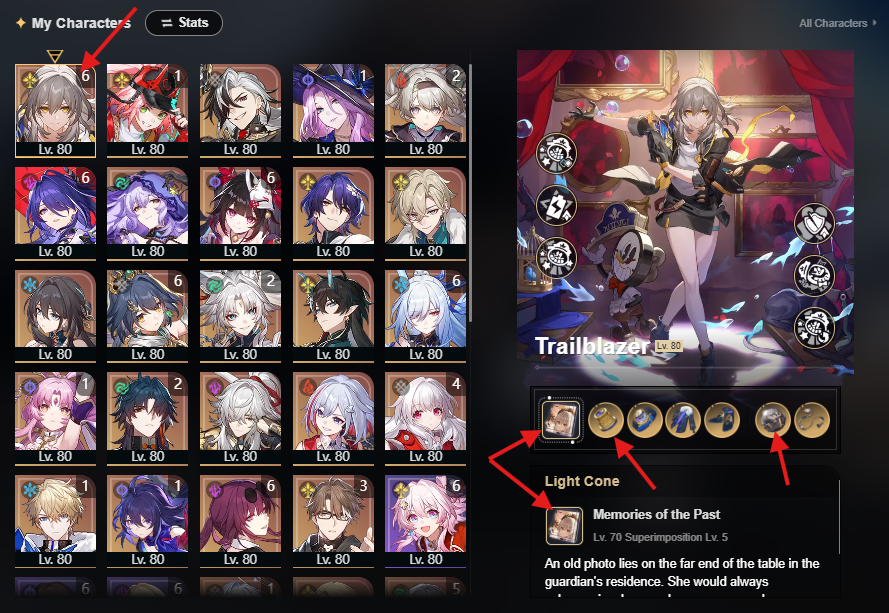 My Characters
Stats
All Characters
6 1 1 2
Lv. 80 Lv. 80 Lv. 80 Lv. 80 Lv. 80
6 6
Lv. 80 Lv. 80 Lv. 80 Lv. 80 Lv. 80
6 2 6
Lv. 80 Lv. 80 Lv. 80 Lv. 80 Lv. 80
1 2 4
Lv. 80 Lv. 80 Lv. 80 Lv. 80 Lv. 80
1 1 6 3 6
Lv. 80 Lv. 80 Lv. 80 Lv. 80 Lv. 80
6 6 1 6 5
Trailblazer Lv. 80
Light Cone
Memories of the Past
Lv. 70 Superimposition Lv. 5
An old photo lies on the far end of the table in the
guardian's residence. She would always